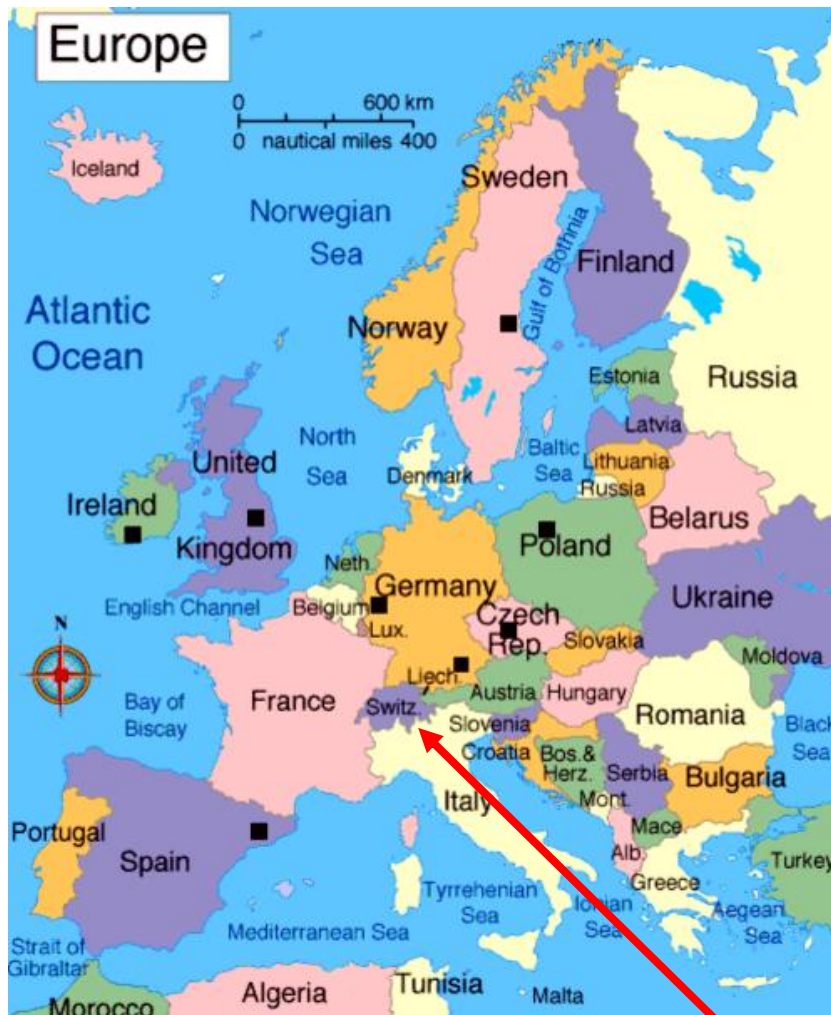 Europe
0 600 km
0 nautical miles 400
Iceland
Sweden
Norwegian
Sea
Gulf of Bothnia
Finland
Atlantic
Ocean
Norway
Estonia
Russia
Latvia
North
Sea
Baltic
Sea
Lithuania
Russia
Denmark
United
Kingdom
Ireland
Belarus
Poland
Neth.
Germany
Ukraine
English Channel
Belgium
Lux.
Czech
Rep.
Slovakia
N
Moldova
Liech.
Austria
Hungary
Bay of
Biscay
France
Switz.
Romania
Slovenia
Black
Sea
Croatia
Bos.&
Herz.
Serbia
Bulgaria
Italy
Mont.
Portugal
Spain
Mace.
Alb.
Turkey
Greece
Tyrrehenian
Sea
Ionian
Sea
Aegean
Sea
Mediterranean Sea
Strait of
Gibraltar
Tunisia
Algeria
Malta
Morocco